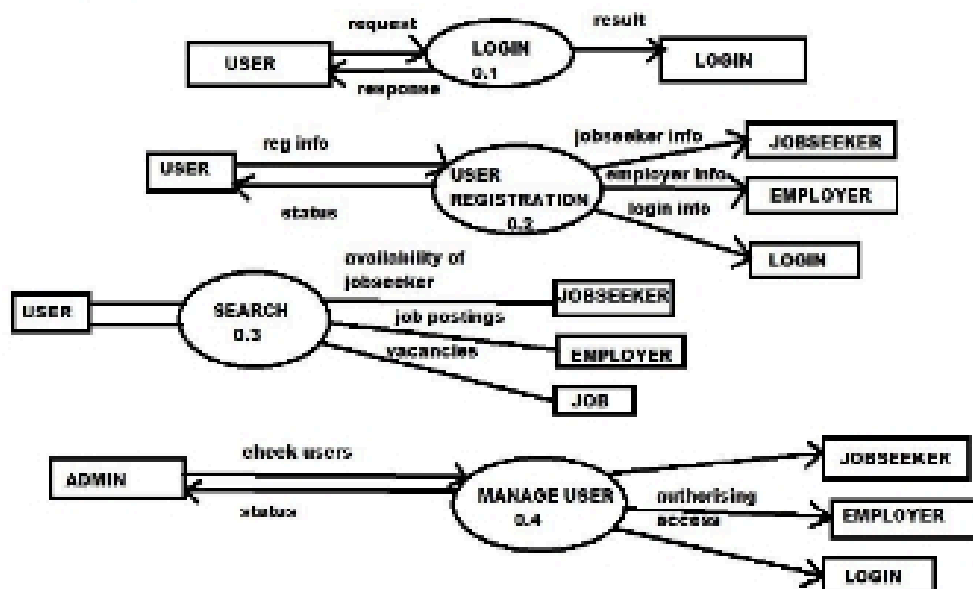 request
result
USER
LOGIN
0.1
LOGIN
response
reg info
jobseeker info
JOBSEEKER
USER
USER
REGISTRATION
0.2
employer info
EMPLOYER
status
login info
LOGIN
availability of
jobseeker
USER
SEARCH
0.3
JOBSEEKER
job postings
EMPLOYER
vacancies
JOB
check users
JOBSEEKER
ADMIN
MANAGE USER
0.4
authorising
access
EMPLOYER
status
LOGIN